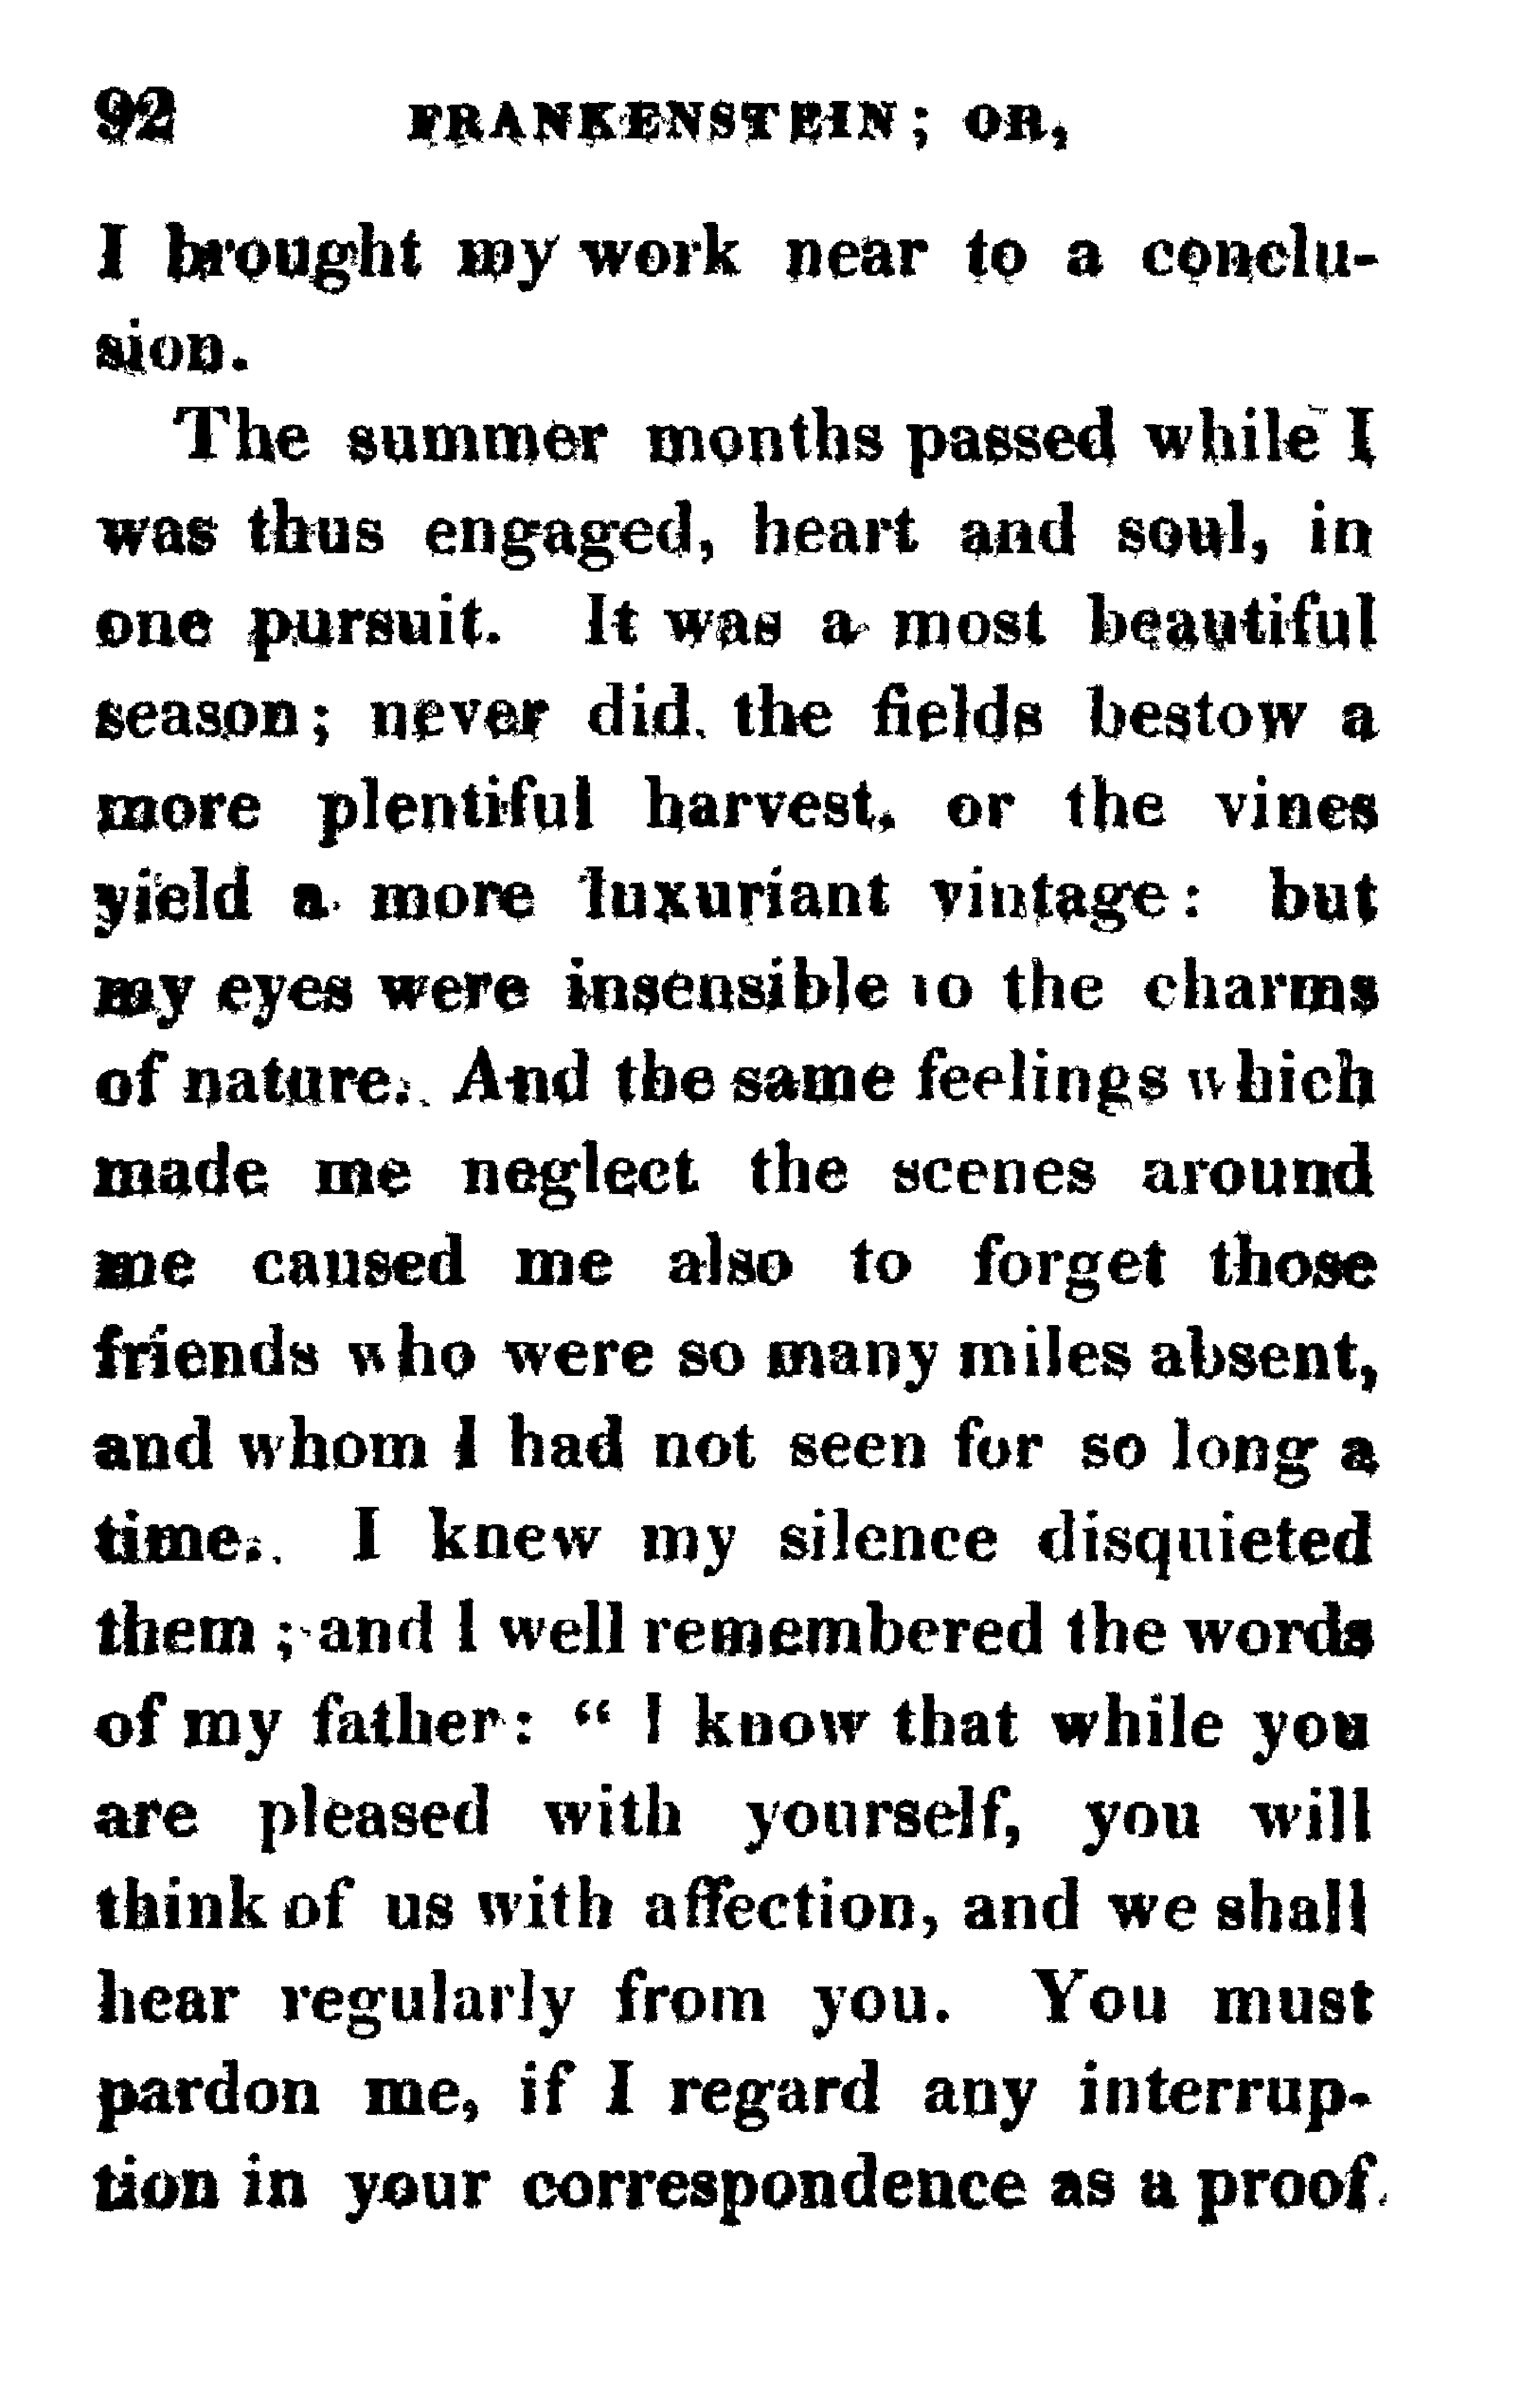 92 FRANKENSTEIN; OR,
I brought my work near to a conclu-
sion.
The summer months passed while I
was thus engaged, heart and soul, in
one pursuit. It was a most beautiful
season; never did the fields bestow a
more plentiful harvest, or the vines
yield a more luxuriant vintage: but
my eyes were insensible to the charms
of nature. And the same feelings which
made me neglect the scenes around
me caused me also to forget those
friends who were so many miles absent,
and whom I had not seen for so long a
time. I knew my silence disquieted
them; and I well remembered the words
of my father: “ I know that while you
are pleased with yourself, you will
think of us with affection, and we shall
hear regularly from you. You must
pardon me, if I regard any interrup-
tion in your correspondence as a proof